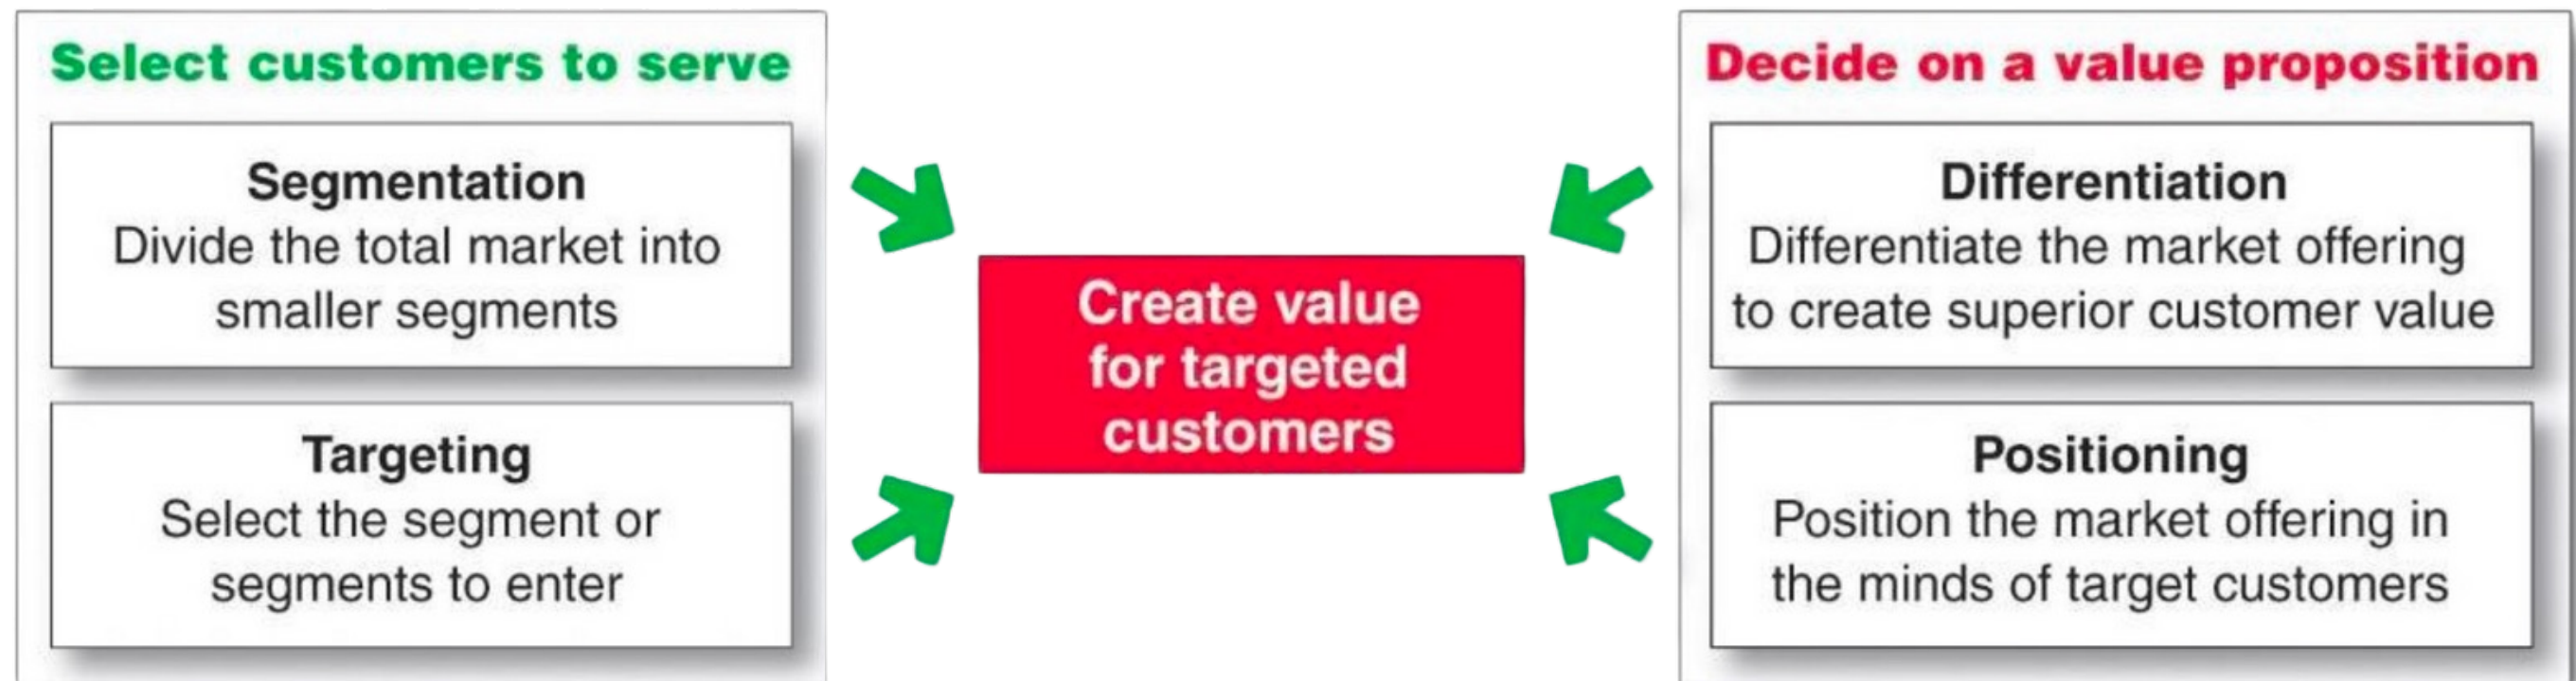 Select customers to serve
Segmentation
Divide the total market into
smaller segments
Targeting
Select the segment or
segments to enter
Create value
for targeted
customers
Decide on a value proposition
Differentiation
Differentiate the market offering
to create superior customer value
Positioning
Position the market offering in
the minds of target customers